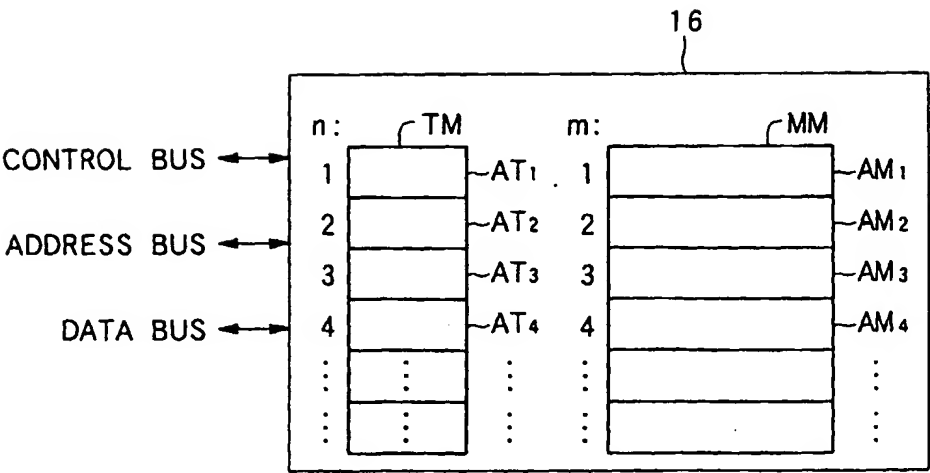 16
n: TM m: MM
CONTROL BUS 1 AT1 1 AM1
ADDRESS BUS 2 AT2 2 AM2
3 AT3 3 AM3
DATA BUS 4 AT4 4 AM4